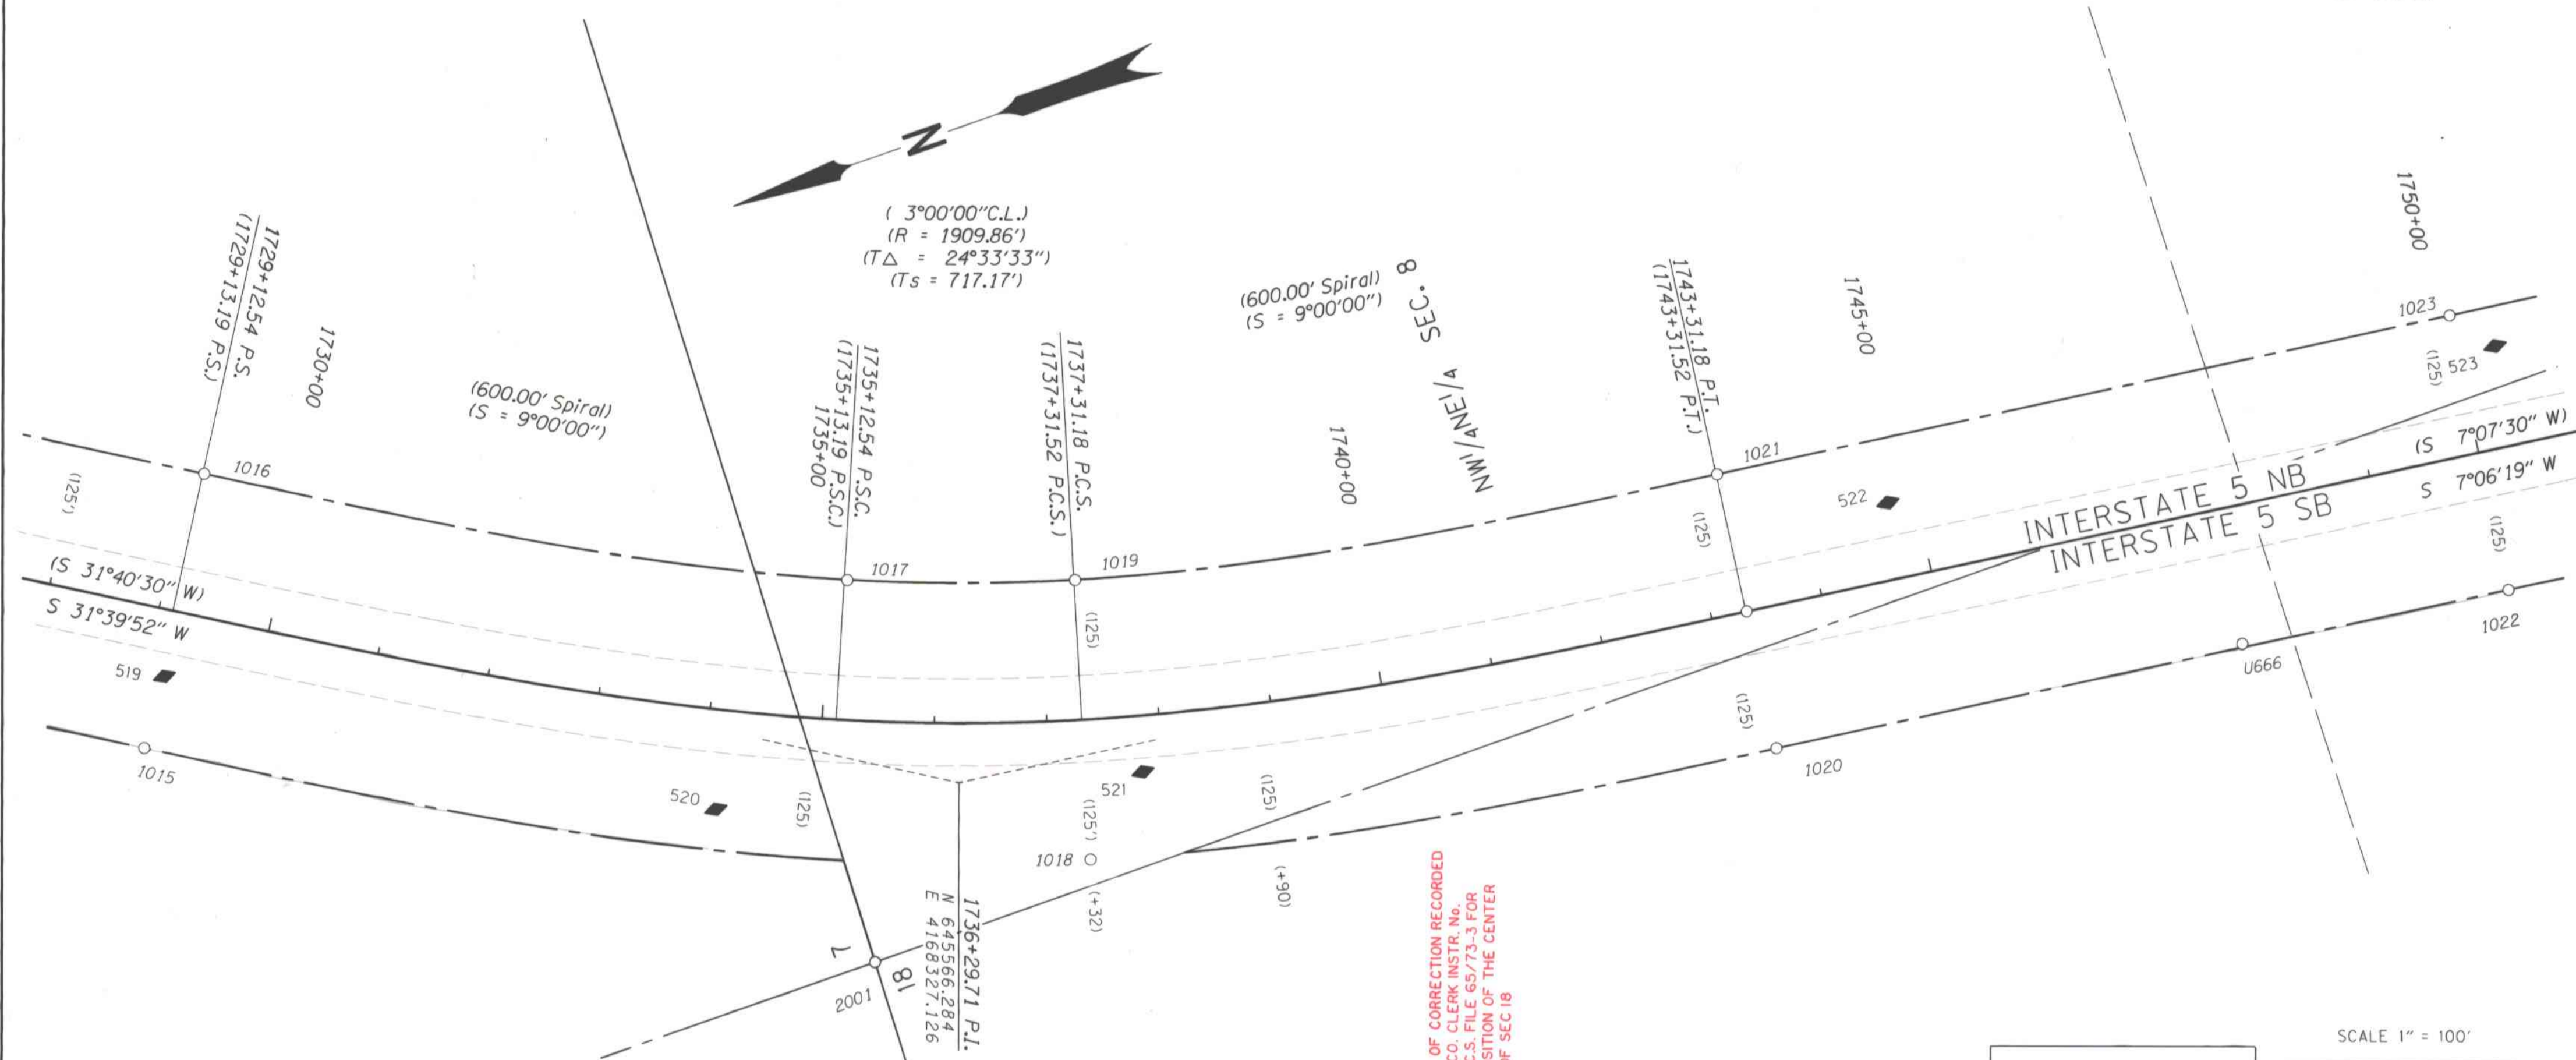 1729+12.54 P.S.
(1729+13.19 P.S.)
1730+00
(600.00' Spiral)
(S = 9°00'00")
N
( 3°00'00"C.L.)
(R = 1909.86')
(T△ = 24°33'33")
(Ts = 717.17')
1735+12.54 P.S.C.
(1735+13.19 P.S.C.)
1735+00
1737+31.18 P.C.S.
(1737+31.52 P.C.S.)
(600.00' Spiral)
(S = 9°00'00")
NW1/4NE1/4 SEC. 8
1740+00
1743+31.18 P.T.
(1743+31.52 P.T.)
1745+00
1750+00
1016
1017
1019
1021
1023
522
523
(125')
(125)
(125)
(125)
(S 31°40'30" W)
S 31°39'52" W
INTERSTATE 5 NB
INTERSTATE 5 SB
(S 7°07'30" W)
S 7°06'19" W
519
1015
520
(125)
521
(125')
(125)
(125)
(125)
1018
(+32)
(+90)
1020
U666
1022
7
18
2001
1736+29.71 P.I.
N 645566.284
E 4168327.126
OF CORRECTION RECORDED
CO. CLERK INSTR. No.
C.S. FILE 65/73-3 FOR
SITION OF THE CENTER
OF SEC 18
SCALE 1" = 100'